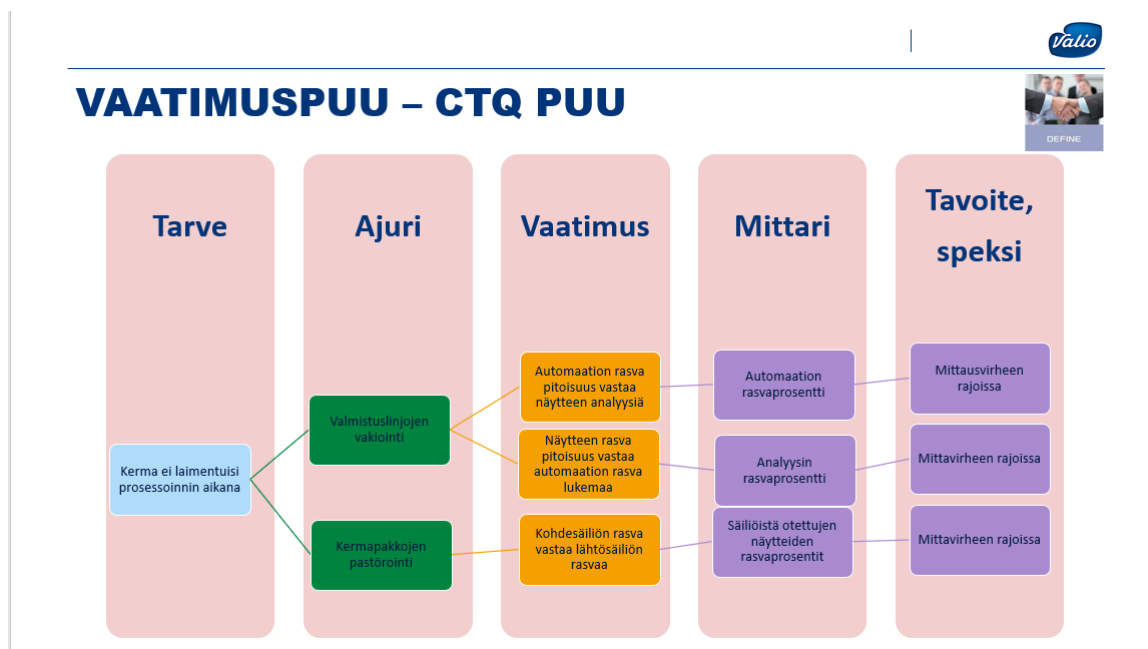 Valio
VAATIMUSPUU – CTQ PUU
DEFINE
Tarve
Ajuri
Vaatimus
Mittari
Tavoite,
speksi
Kerma ei laimentuisi
prosessoinnin aikana
Valmistuslinjojen
vakiointi
Kermapakkojen
pastörointi
Automaation rasva
pitoisuus vastaa
näytteen analyysiä
Näytteen rasva
pitoisuus vastaa
automaation rasva
lukemaa
Kohdesäiliön rasva
vastaa lähtösäiliön
rasvaa
Automaation
rasvaprosentti
Analyysin
rasvaprosentti
Säiliöistä otettujen
näytteiden
rasvaprosentit
Mittausvirheen
rajoissa
Mittavirheen rajoissa
Mittavirheen rajoissa